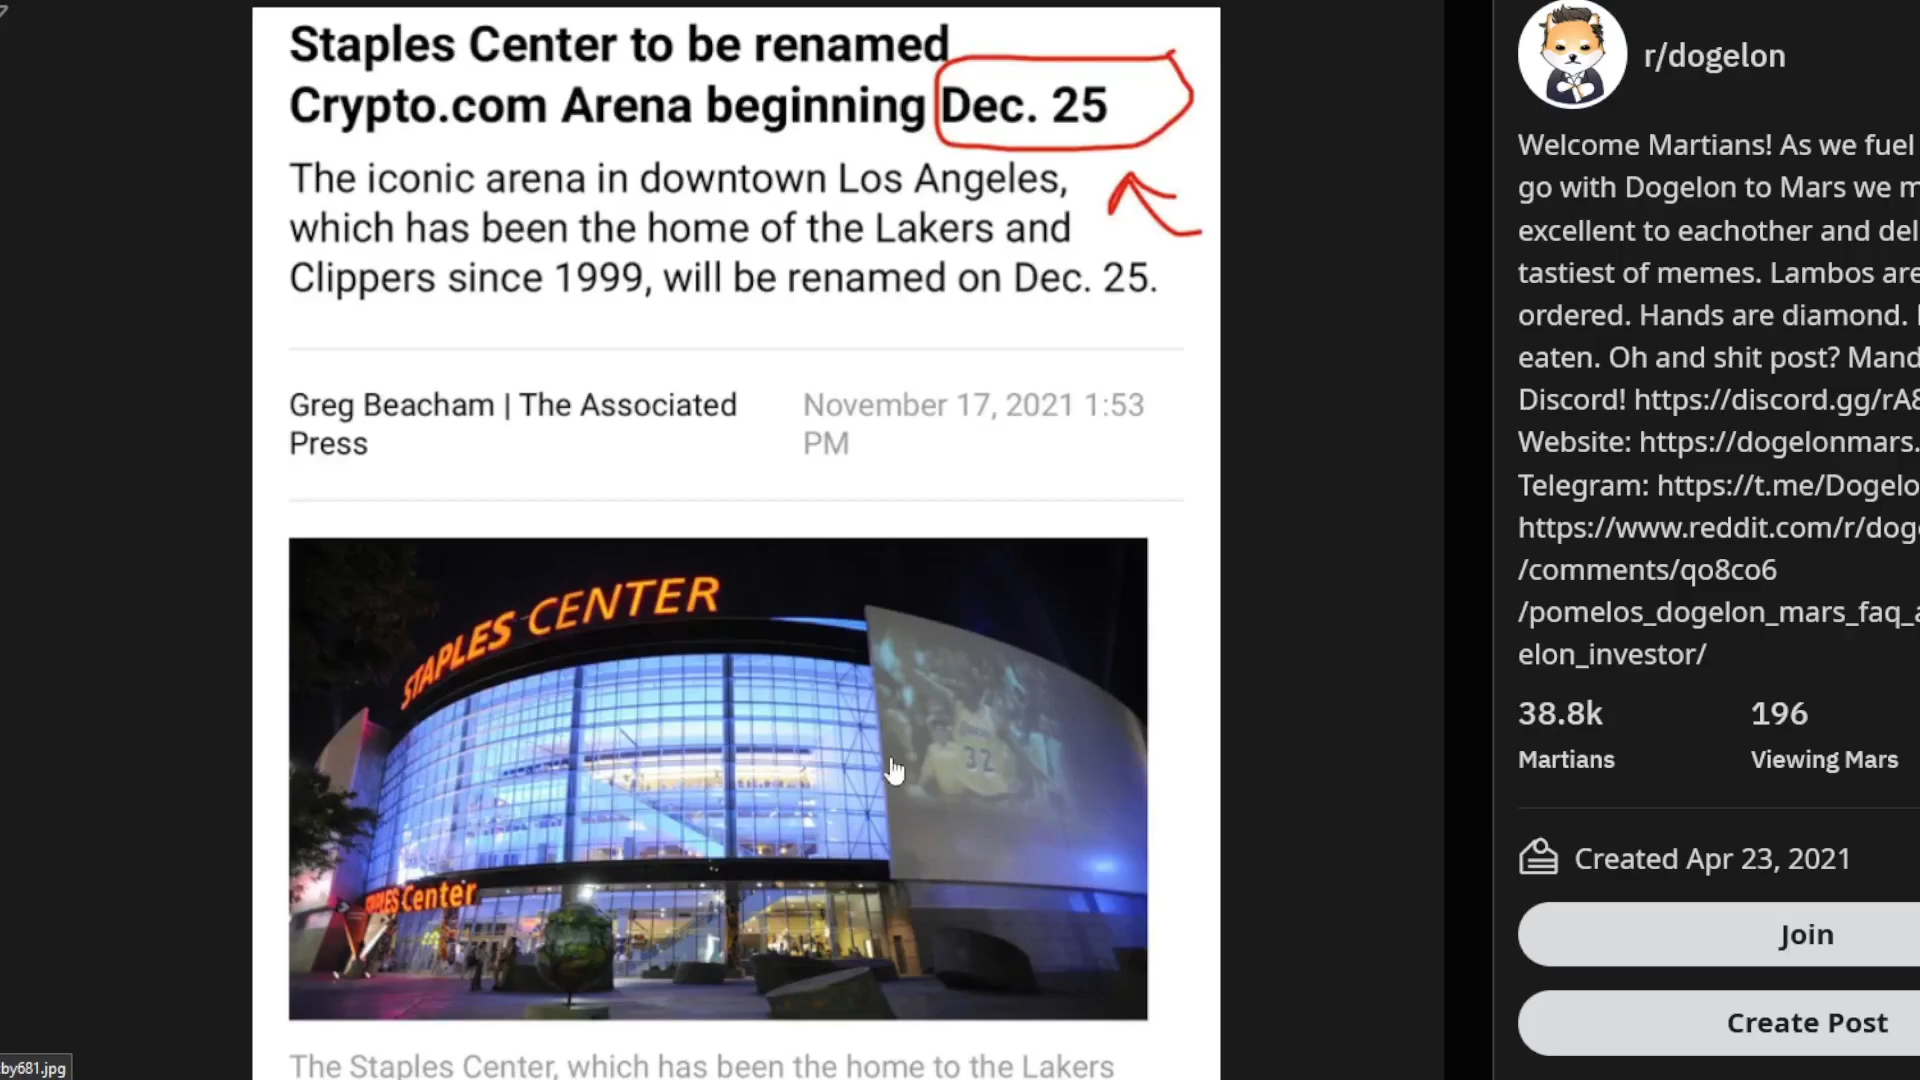 Staples Center to be renamed
Crypto.com Arena beginning Dec. 25
The iconic arena in downtown Los Angeles,
which has been the home of the Lakers and
Clippers since 1999, will be renamed on Dec. 25.
Greg Beacham | The Associated
Press
November 17, 2021 1:53
PM
STAPLES CENTER
STAPLES Center
32
The Staples Center, which has been the home to the Lakers
by681.jpg
r/dogelon
Welcome Martians! As we fuel
go with Dogelon to Mars we m
excellent to eachother and del
tastiest of memes. Lambos are
ordered. Hands are diamond.
eaten. Oh and shit post? Mand
Discord! https://discord.gg/rA8
Website: https://dogelonmars.
Telegram: https://t.me/Dogelo
https://www.reddit.com/r/doge
/comments/qo8co6
/pomelos_dogelon_mars_faq_a
elon_investor/
38.8k
196
Martians
Viewing Mars
Created Apr 23, 2021
Join
Create Post